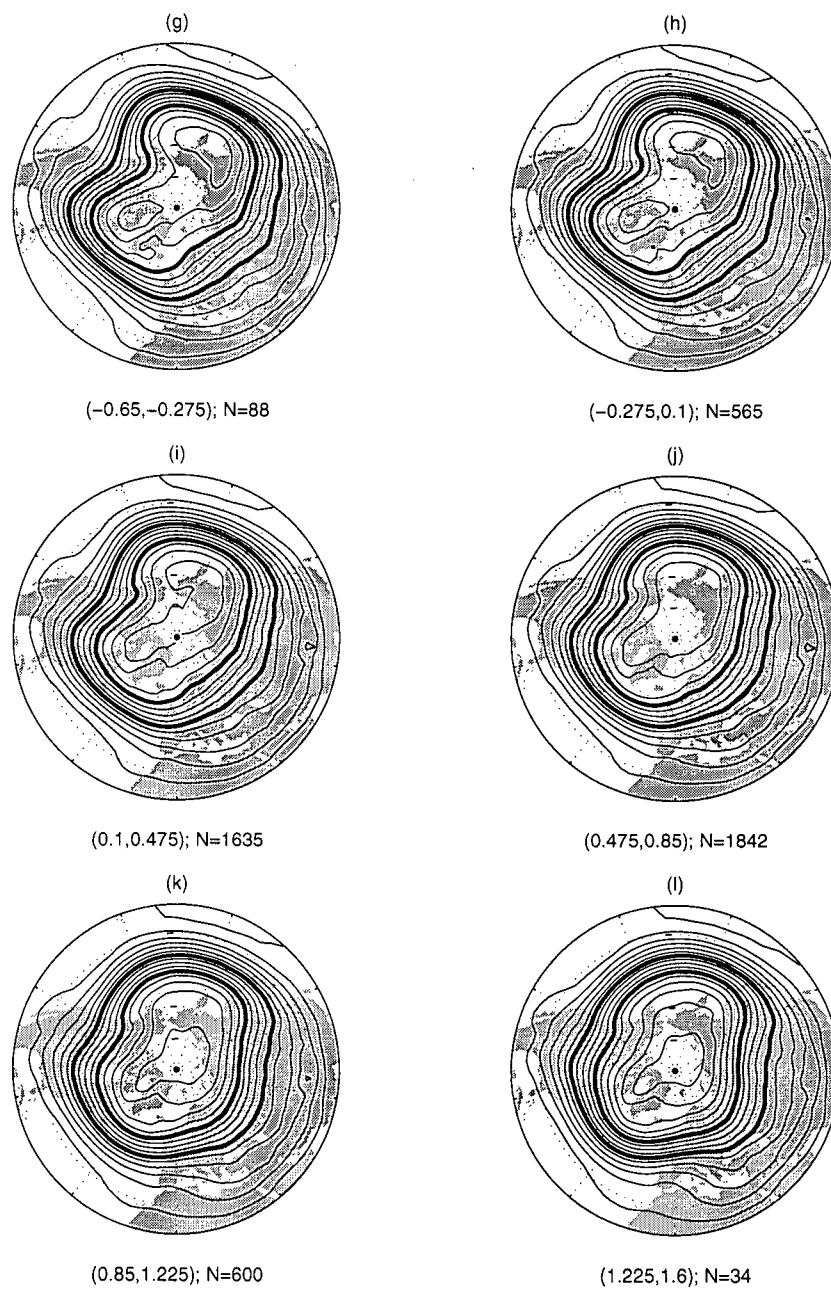 (g)
(h)
(−0.65,−0.275); N=88
(−0.275,0.1); N=565
(i)
(j)
(0.1,0.475); N=1635
(0.475,0.85); N=1842
(k)
(l)
(0.85,1.225); N=600
(1.225,1.6); N=34